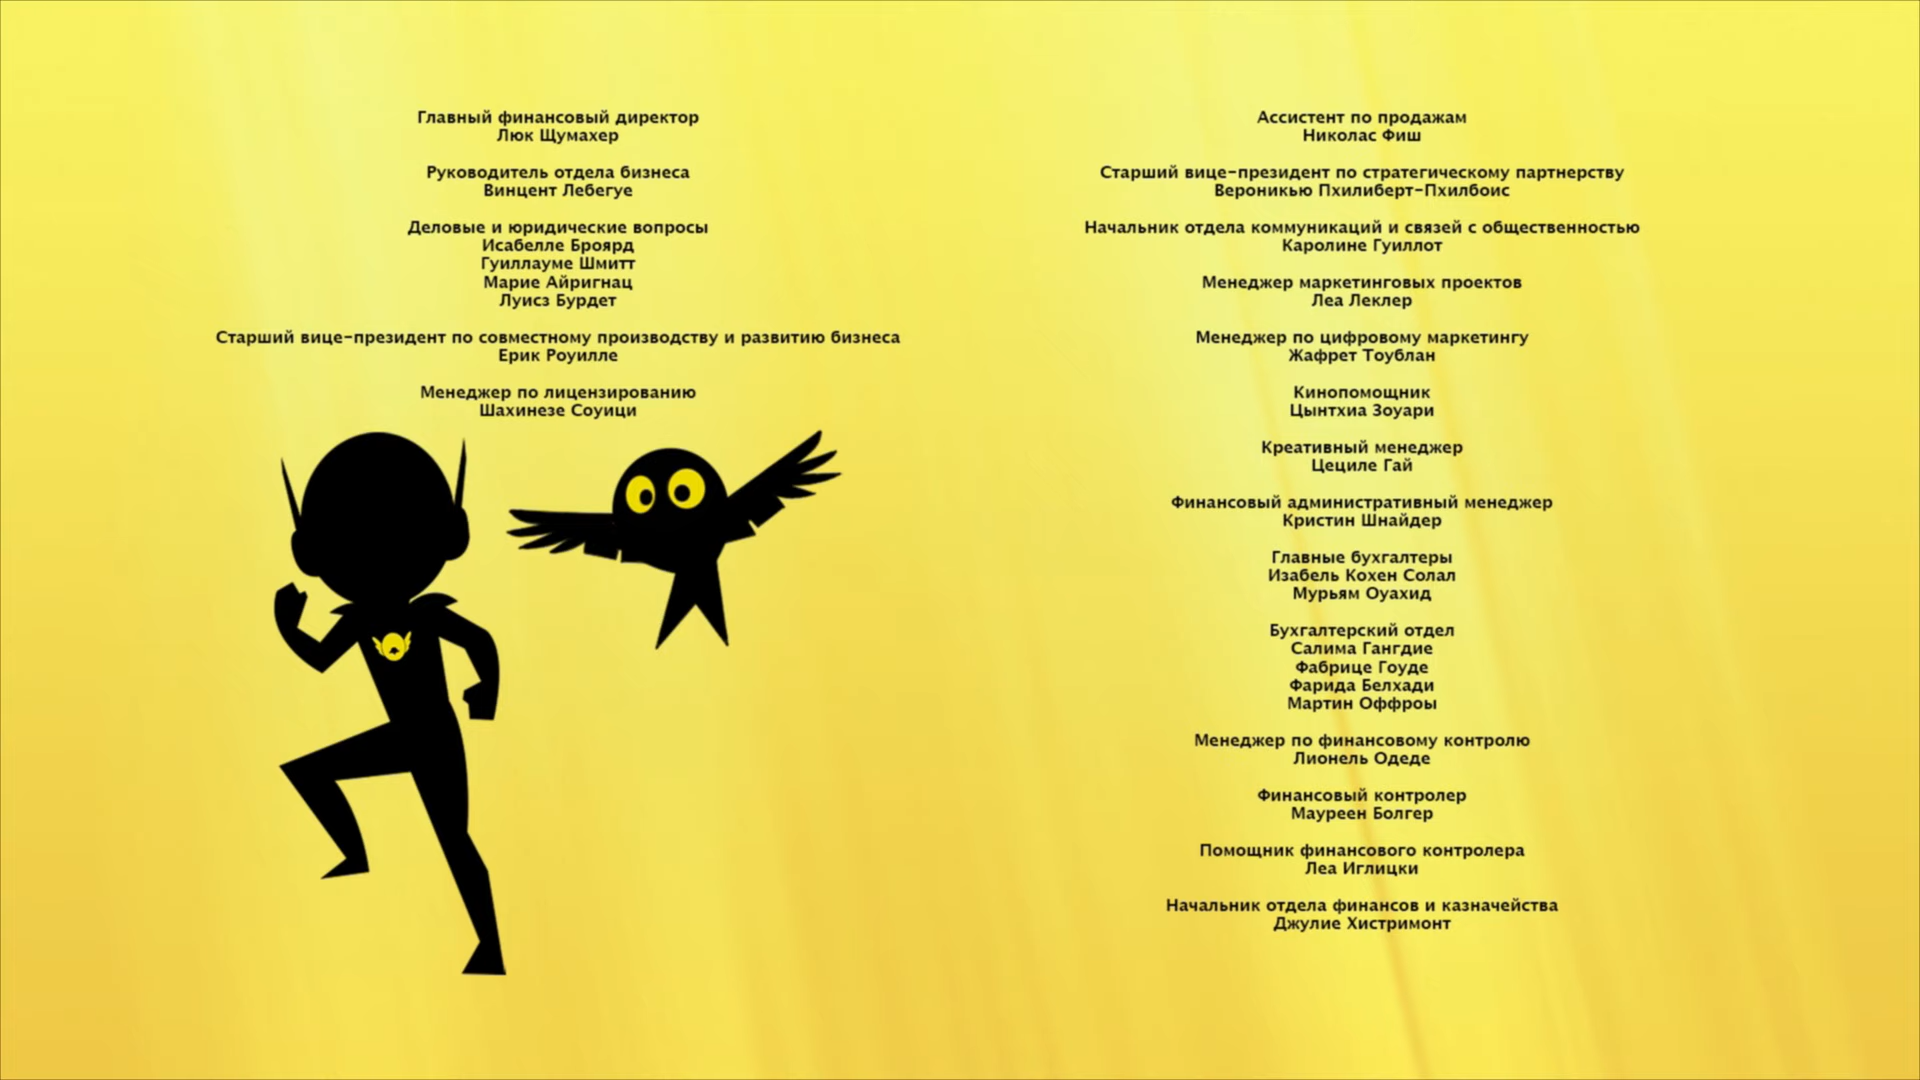 Главный финансовый директор
Люк Щумахер
Руководитель отдела бизнеса
Винцент Лебегуе
Деловые и юридические вопросы
Исабелле Броярд
Гуиллауме Шмитт
Марие Айригнац
Луисз Бурдет
Старший вице-президент по совместному производству и развитию бизнеса
Ерик Роуилле
Менеджер по лицензированию
Шахинезе Соуици
Ассистент по продажам
Николас Фиш
Старший вице-президент по стратегическому партнерству
Вероникью Пхилиберт-Пхилбоис
Начальник отдела коммуникаций и связей с общественностью
Каролине Гуиллот
Менеджер маркетинговых проектов
Леа Леклер
Менеджер по цифровому маркетингу
Жафрет Тоублан
Кинопомощник
Цынтхиа Зоуари
Креативный менеджер
Цециле Гай
Финансовый административный менеджер
Кристин Шнайдер
Главные бухгалтеры
Изабель Кохен Солал
Мурьям Оуахид
Бухгалтерский отдел
Салима Гангдие
Фабрице Гоуде
Фарида Белхади
Мартин Оффроы
Менеджер по финансовому контролю
Лионель Одеде
Финансовый контролер
Мауреен Болгер
Помощник финансового контролера
Леа Иглицки
Начальник отдела финансов и казначейства
Джулие Хистримонт